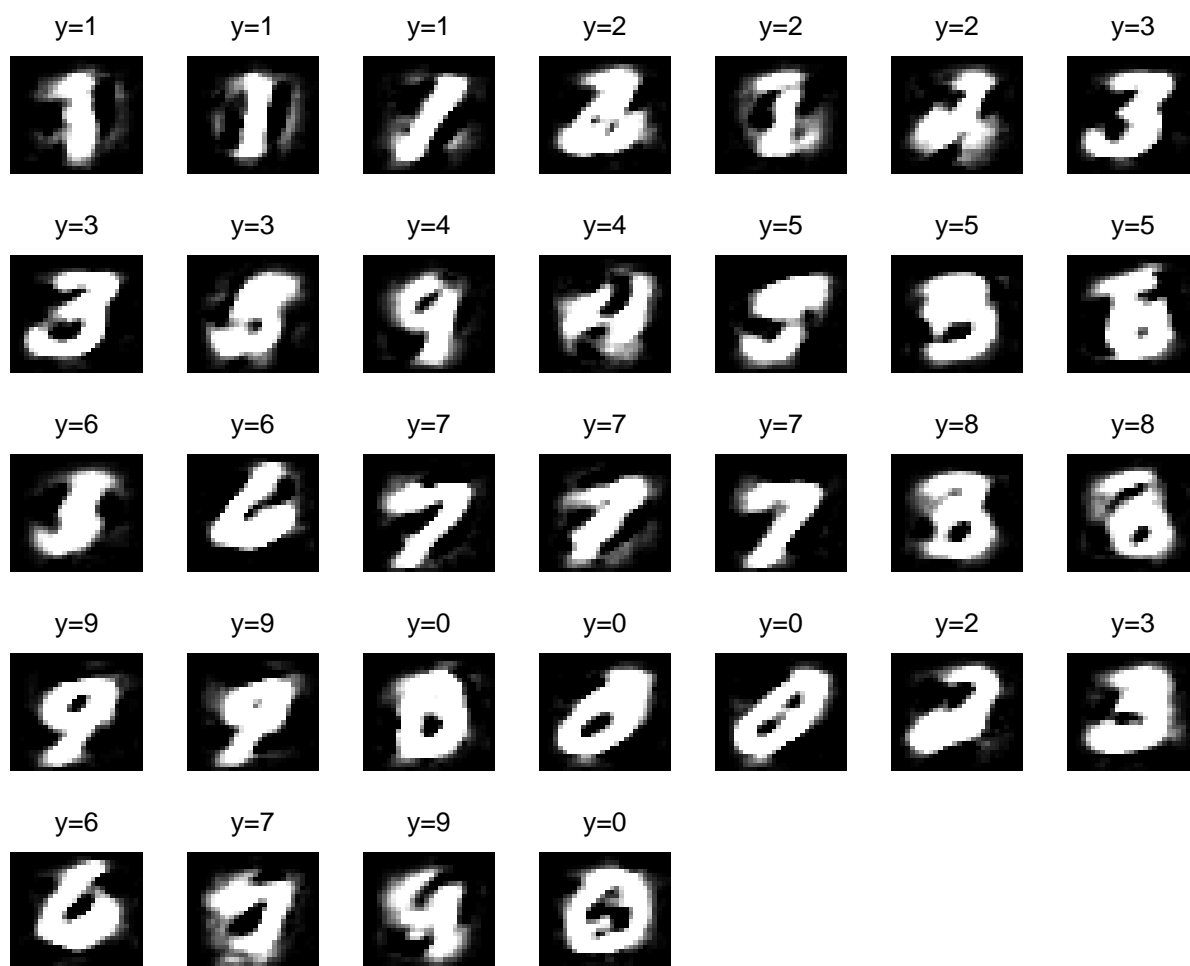 y=1 y=1 y=1 y=2 y=2 y=2 y=3
y=3 y=3 y=4 y=4 y=5 y=5 y=5
y=6 y=6 y=7 y=7 y=7 y=8 y=8
y=9 y=9 y=0 y=0 y=0 y=2 y=3
y=6 y=7 y=9 y=0